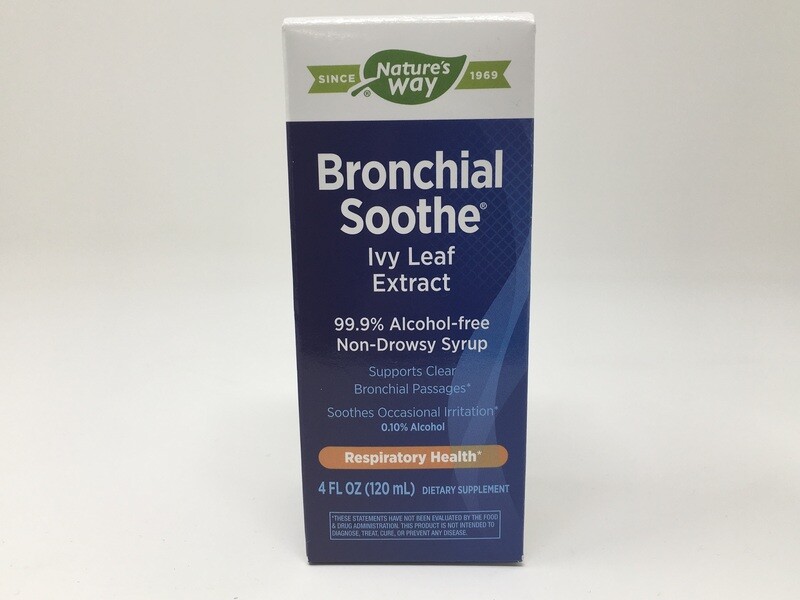 SINCE Nature's Way® 1969
Bronchial
Soothe®
Ivy Leaf
Extract
99.9% Alcohol-free
Non-Drowsy Syrup
Supports Clear
Bronchial Passages*
Soothes Occasional Irritation*
0.10% Alcohol
Respiratory Health*
4 FL OZ (120 mL) DIETARY SUPPLEMENT
*THESE STATEMENTS HAVE NOT BEEN EVALUATED BY THE FOOD
& DRUG ADMINISTRATION. THIS PRODUCT IS NOT INTENDED TO
DIAGNOSE, TREAT, CURE, OR PREVENT ANY DISEASE.